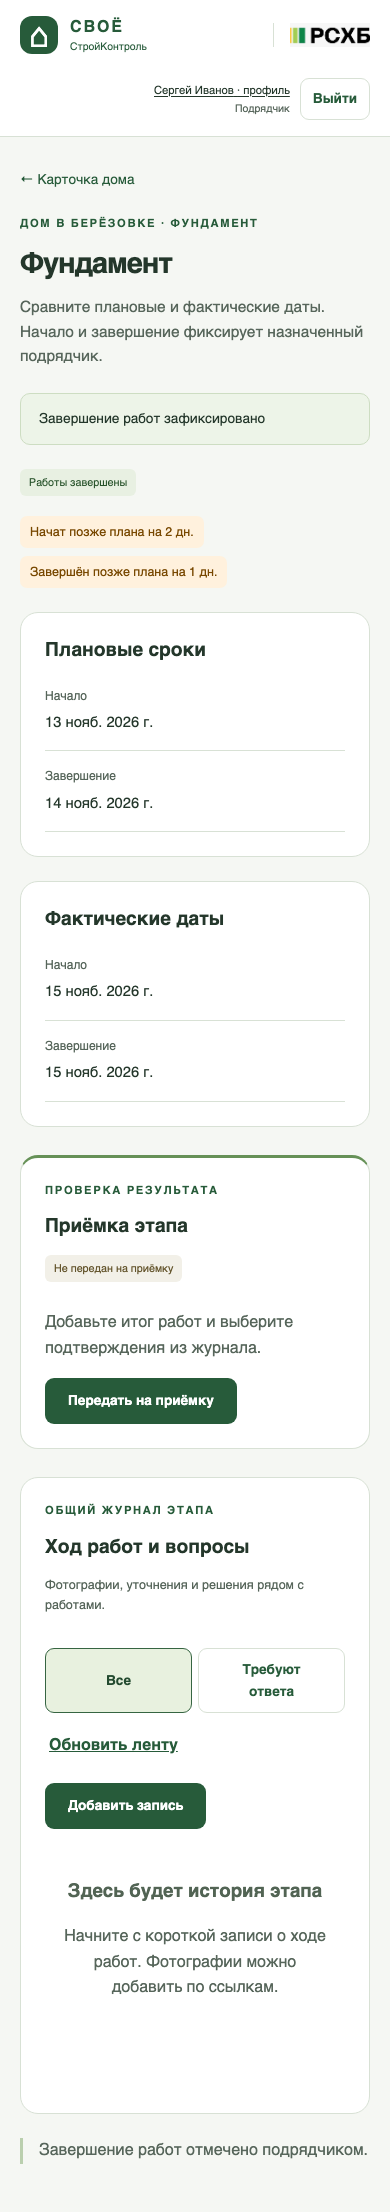 СВОЁ
СтройКонтроль
РСХБ
Сергей Иванов · профиль
Подрядчик
Выйти
← Карточка дома
ДОМ В БЕРЁЗОВКЕ · ФУНДАМЕНТ
Фундамент
Сравните плановые и фактические даты.
Начало и завершение фиксирует назначенный
подрядчик.
Завершение работ зафиксировано
Работы завершены
Начат позже плана на 2 дн.
Завершён позже плана на 1 дн.
Плановые сроки
Начало
13 нояб. 2026 г.
Завершение
14 нояб. 2026 г.
Фактические даты
Начало
15 нояб. 2026 г.
Завершение
15 нояб. 2026 г.
ПРОВЕРКА РЕЗУЛЬТАТА
Приёмка этапа
Не передан на приёмку
Добавьте итог работ и выберите
подтверждения из журнала.
Передать на приёмку
ОБЩИЙ ЖУРНАЛ ЭТАПА
Ход работ и вопросы
Фотографии, уточнения и решения рядом с
работами.
Все
Требуют
ответа
Обновить ленту
Добавить запись
Здесь будет история этапа
Начните с короткой записи о ходе
работ. Фотографии можно
добавить по ссылкам.
Завершение работ отмечено подрядчиком.